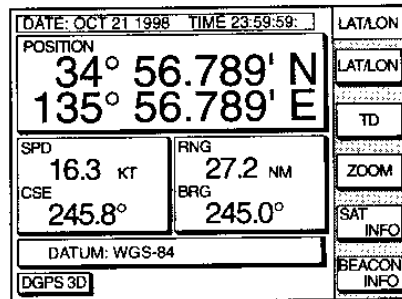 DATE: OCT 21 1998 TIME 23:59:59:
POSITION
34° 56.789' N
135° 56.789' E
SPD
16.3 KT
CSE
245.8°
RNG
27.2 NM
BRG
245.0°
DATUM: WGS-84
DGPS 3D
LAT/LON
LAT/LON
TD
ZOOM
SAT
INFO
BEACON
INFO